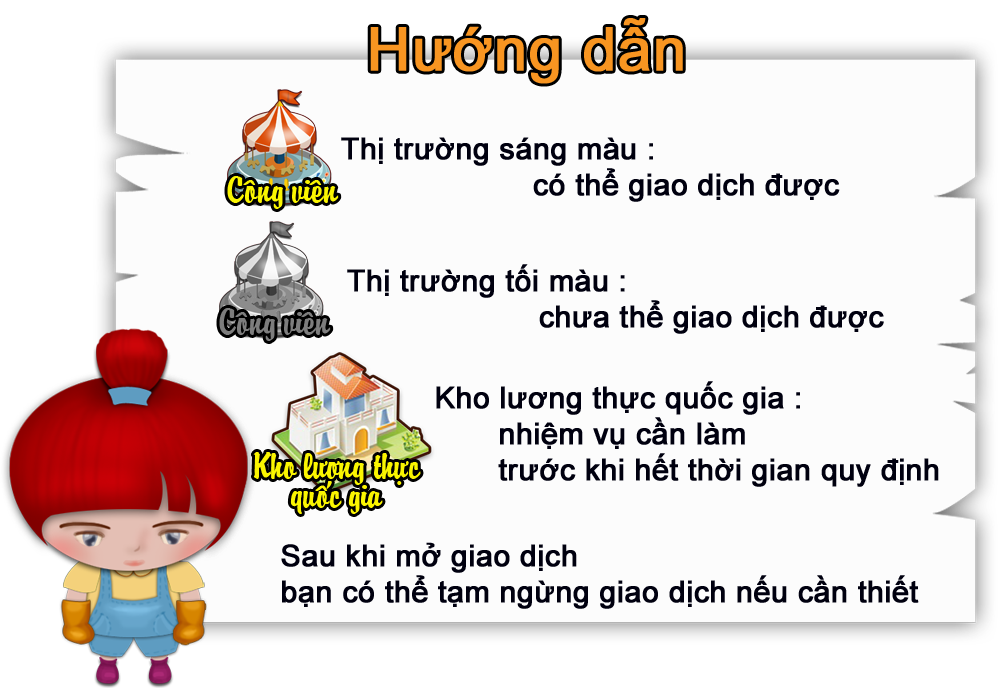 Hướng dẫn
Thị trường sáng màu :
Công viên
có thể giao dịch được
Thị trường tối màu :
Công viên
chưa thể giao dịch được
Kho lương thực quốc gia :
nhiệm vụ cần làm
trước khi hết thời gian quy định
Kho lượng thực
quốc gia
Sau khi mở giao dịch
bạn có thể tạm ngừng giao dịch nếu cần thiết